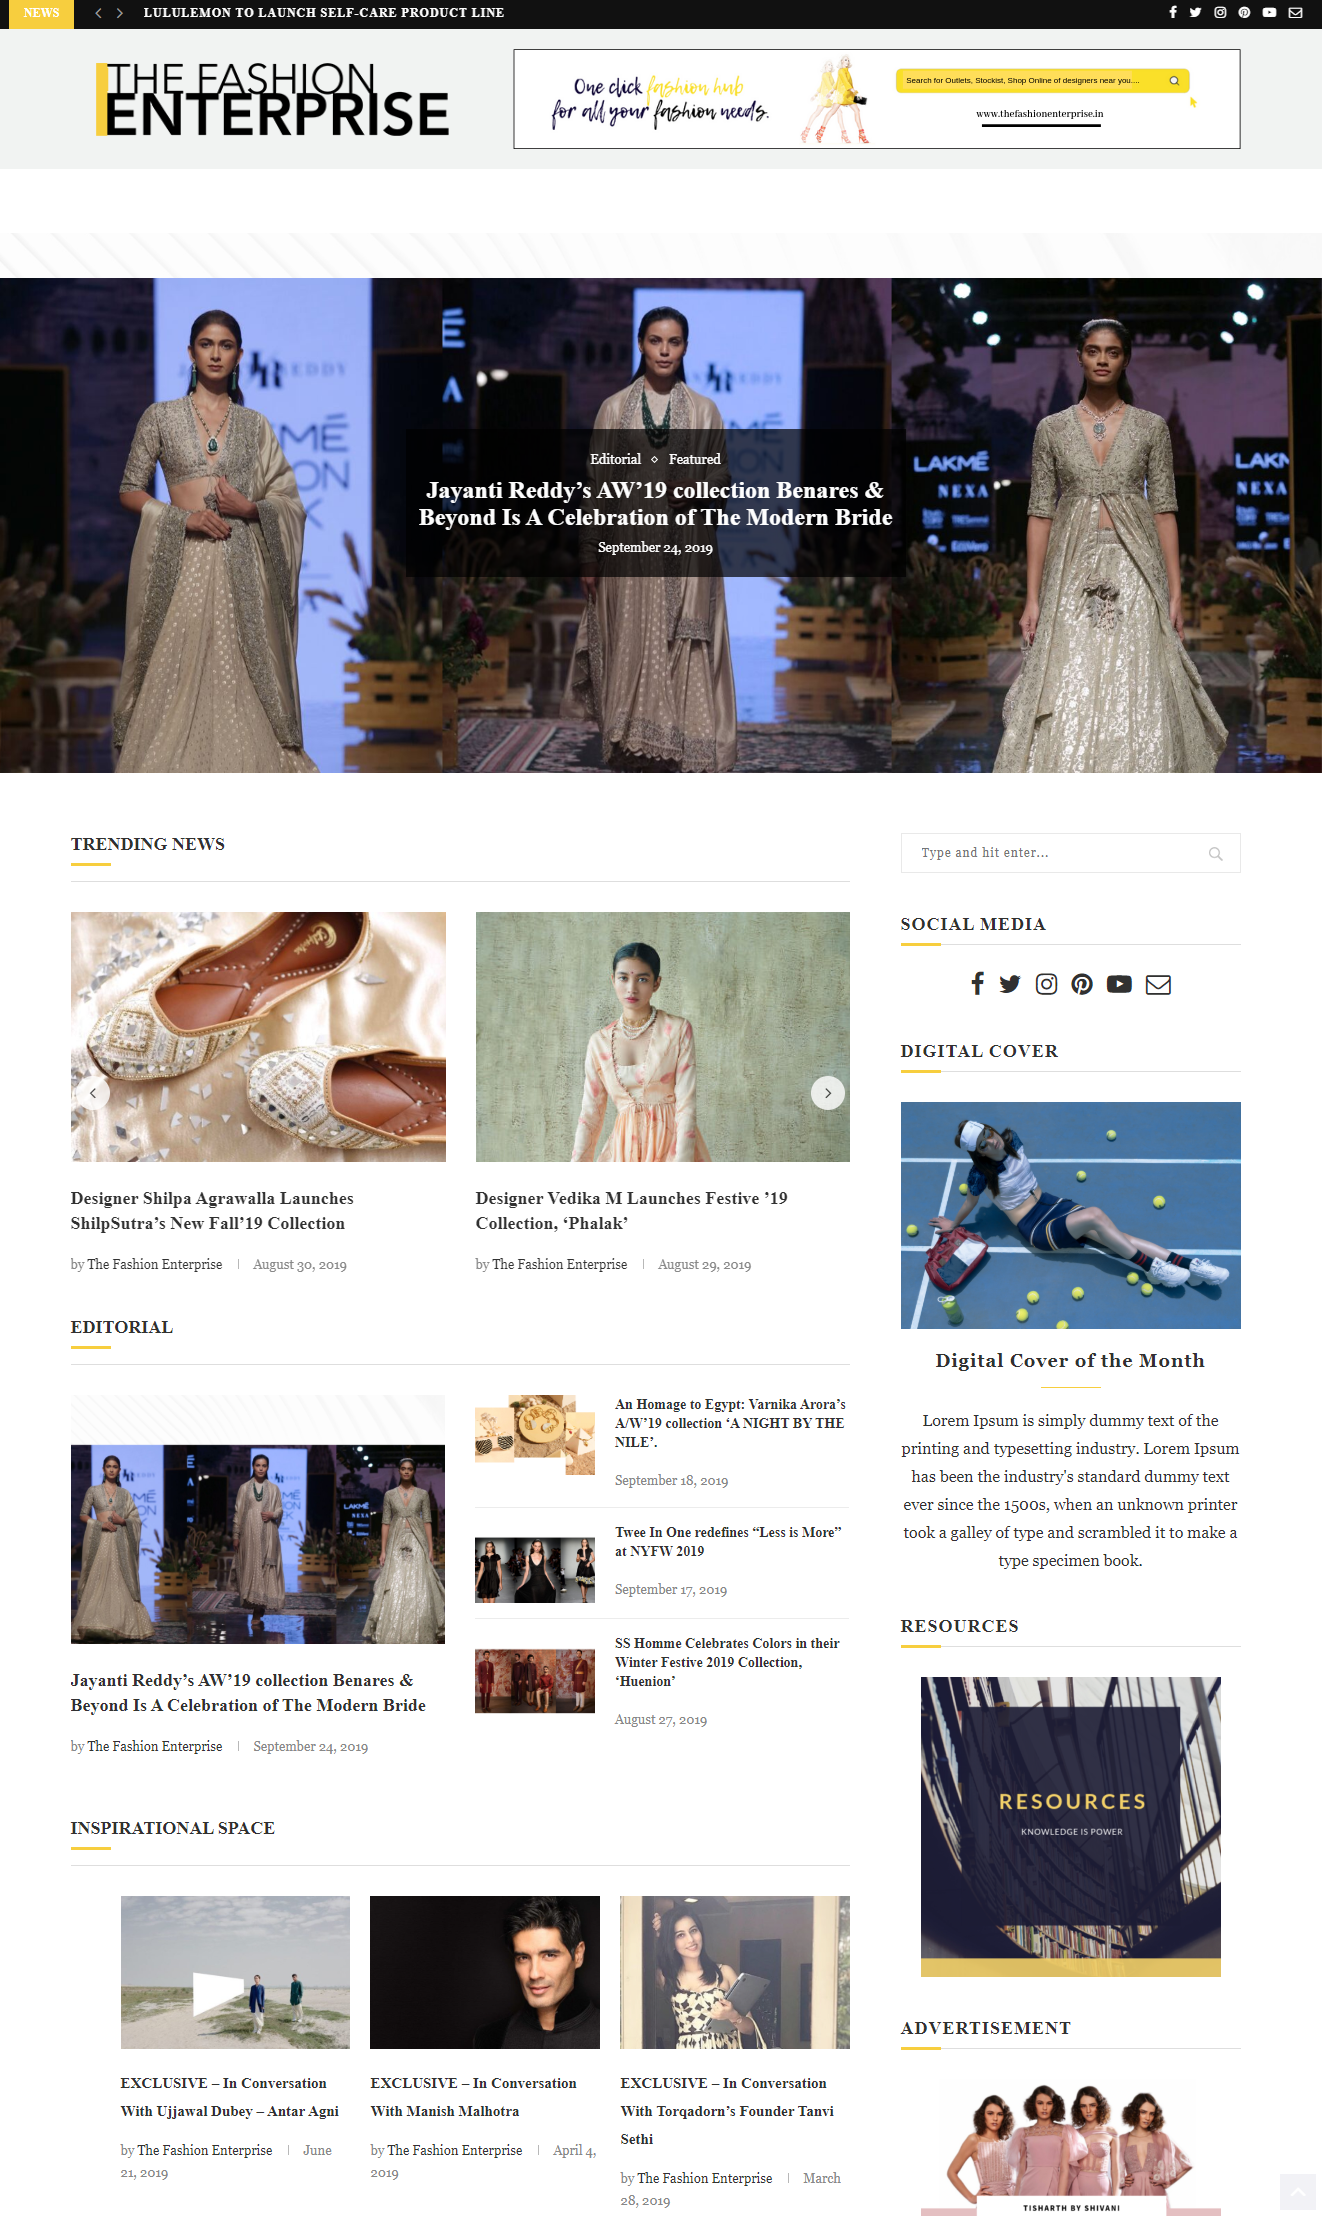 NEWS
LULULEMON TO LAUNCH SELF-CARE PRODUCT LINE
THE FASHION
ENTERPRISE
One click fashion hub
for all your fashion needs.
Search for Outlets, Stockist, Shop Online of designers near you....
www.thefashionenterprise.in
LAKMÉ
NEXA
Editorial ◇ Featured
Jayanti Reddy’s AW’19 collection Benares &
Beyond Is A Celebration of The Modern Bride
September 24, 2019
TRENDING NEWS
Designer Shilpa Agrawalla Launches
ShilpSutra’s New Fall’19 Collection
by The Fashion Enterprise
August 30, 2019
Designer Vedika M Launches Festive ’19
Collection, ‘Phalak’
by The Fashion Enterprise
August 29, 2019
EDITORIAL
Jayanti Reddy’s AW’19 collection Benares &
Beyond Is A Celebration of The Modern Bride
by The Fashion Enterprise
September 24, 2019
An Homage to Egypt: Varnika Arora’s
A/W’19 collection ‘A NIGHT BY THE
NILE’.
September 18, 2019
Twee In One redefines “Less is More”
at NYFW 2019
September 17, 2019
SS Homme Celebrates Colors in their
Winter Festive 2019 Collection,
‘Huenion’
August 27, 2019
INSPIRATIONAL SPACE
EXCLUSIVE – In Conversation
With Ujjawal Dubey – Antar Agni
by The Fashion Enterprise
June
21, 2019
EXCLUSIVE – In Conversation
With Manish Malhotra
by The Fashion Enterprise
April 4,
2019
EXCLUSIVE – In Conversation
With Torqadorn’s Founder Tanvi
Sethi
by The Fashion Enterprise
March
28, 2019
Type and hit enter...
SOCIAL MEDIA
DIGITAL COVER
Digital Cover of the Month
Lorem Ipsum is simply dummy text of the
printing and typesetting industry. Lorem Ipsum
has been the industry's standard dummy text
ever since the 1500s, when an unknown printer
took a galley of type and scrambled it to make a
type specimen book.
RESOURCES
RESOURCES
KNOWLEDGE IS POWER
ADVERTISEMENT
TISHARTH BY SHIVANI